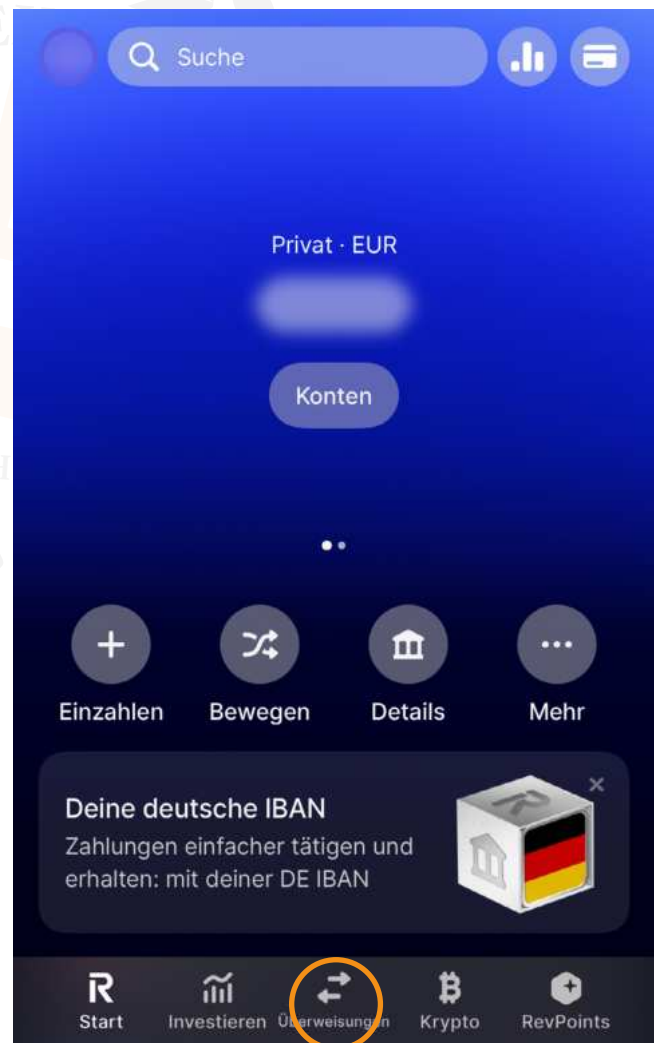 Suche
Privat · EUR
Konten
Einzahlen Bewegen Details Mehr
Deine deutsche IBAN
Zahlungen einfacher tätigen und
erhalten: mit deiner DE IBAN
Start Investieren Überweisungen Krypto RevPoints